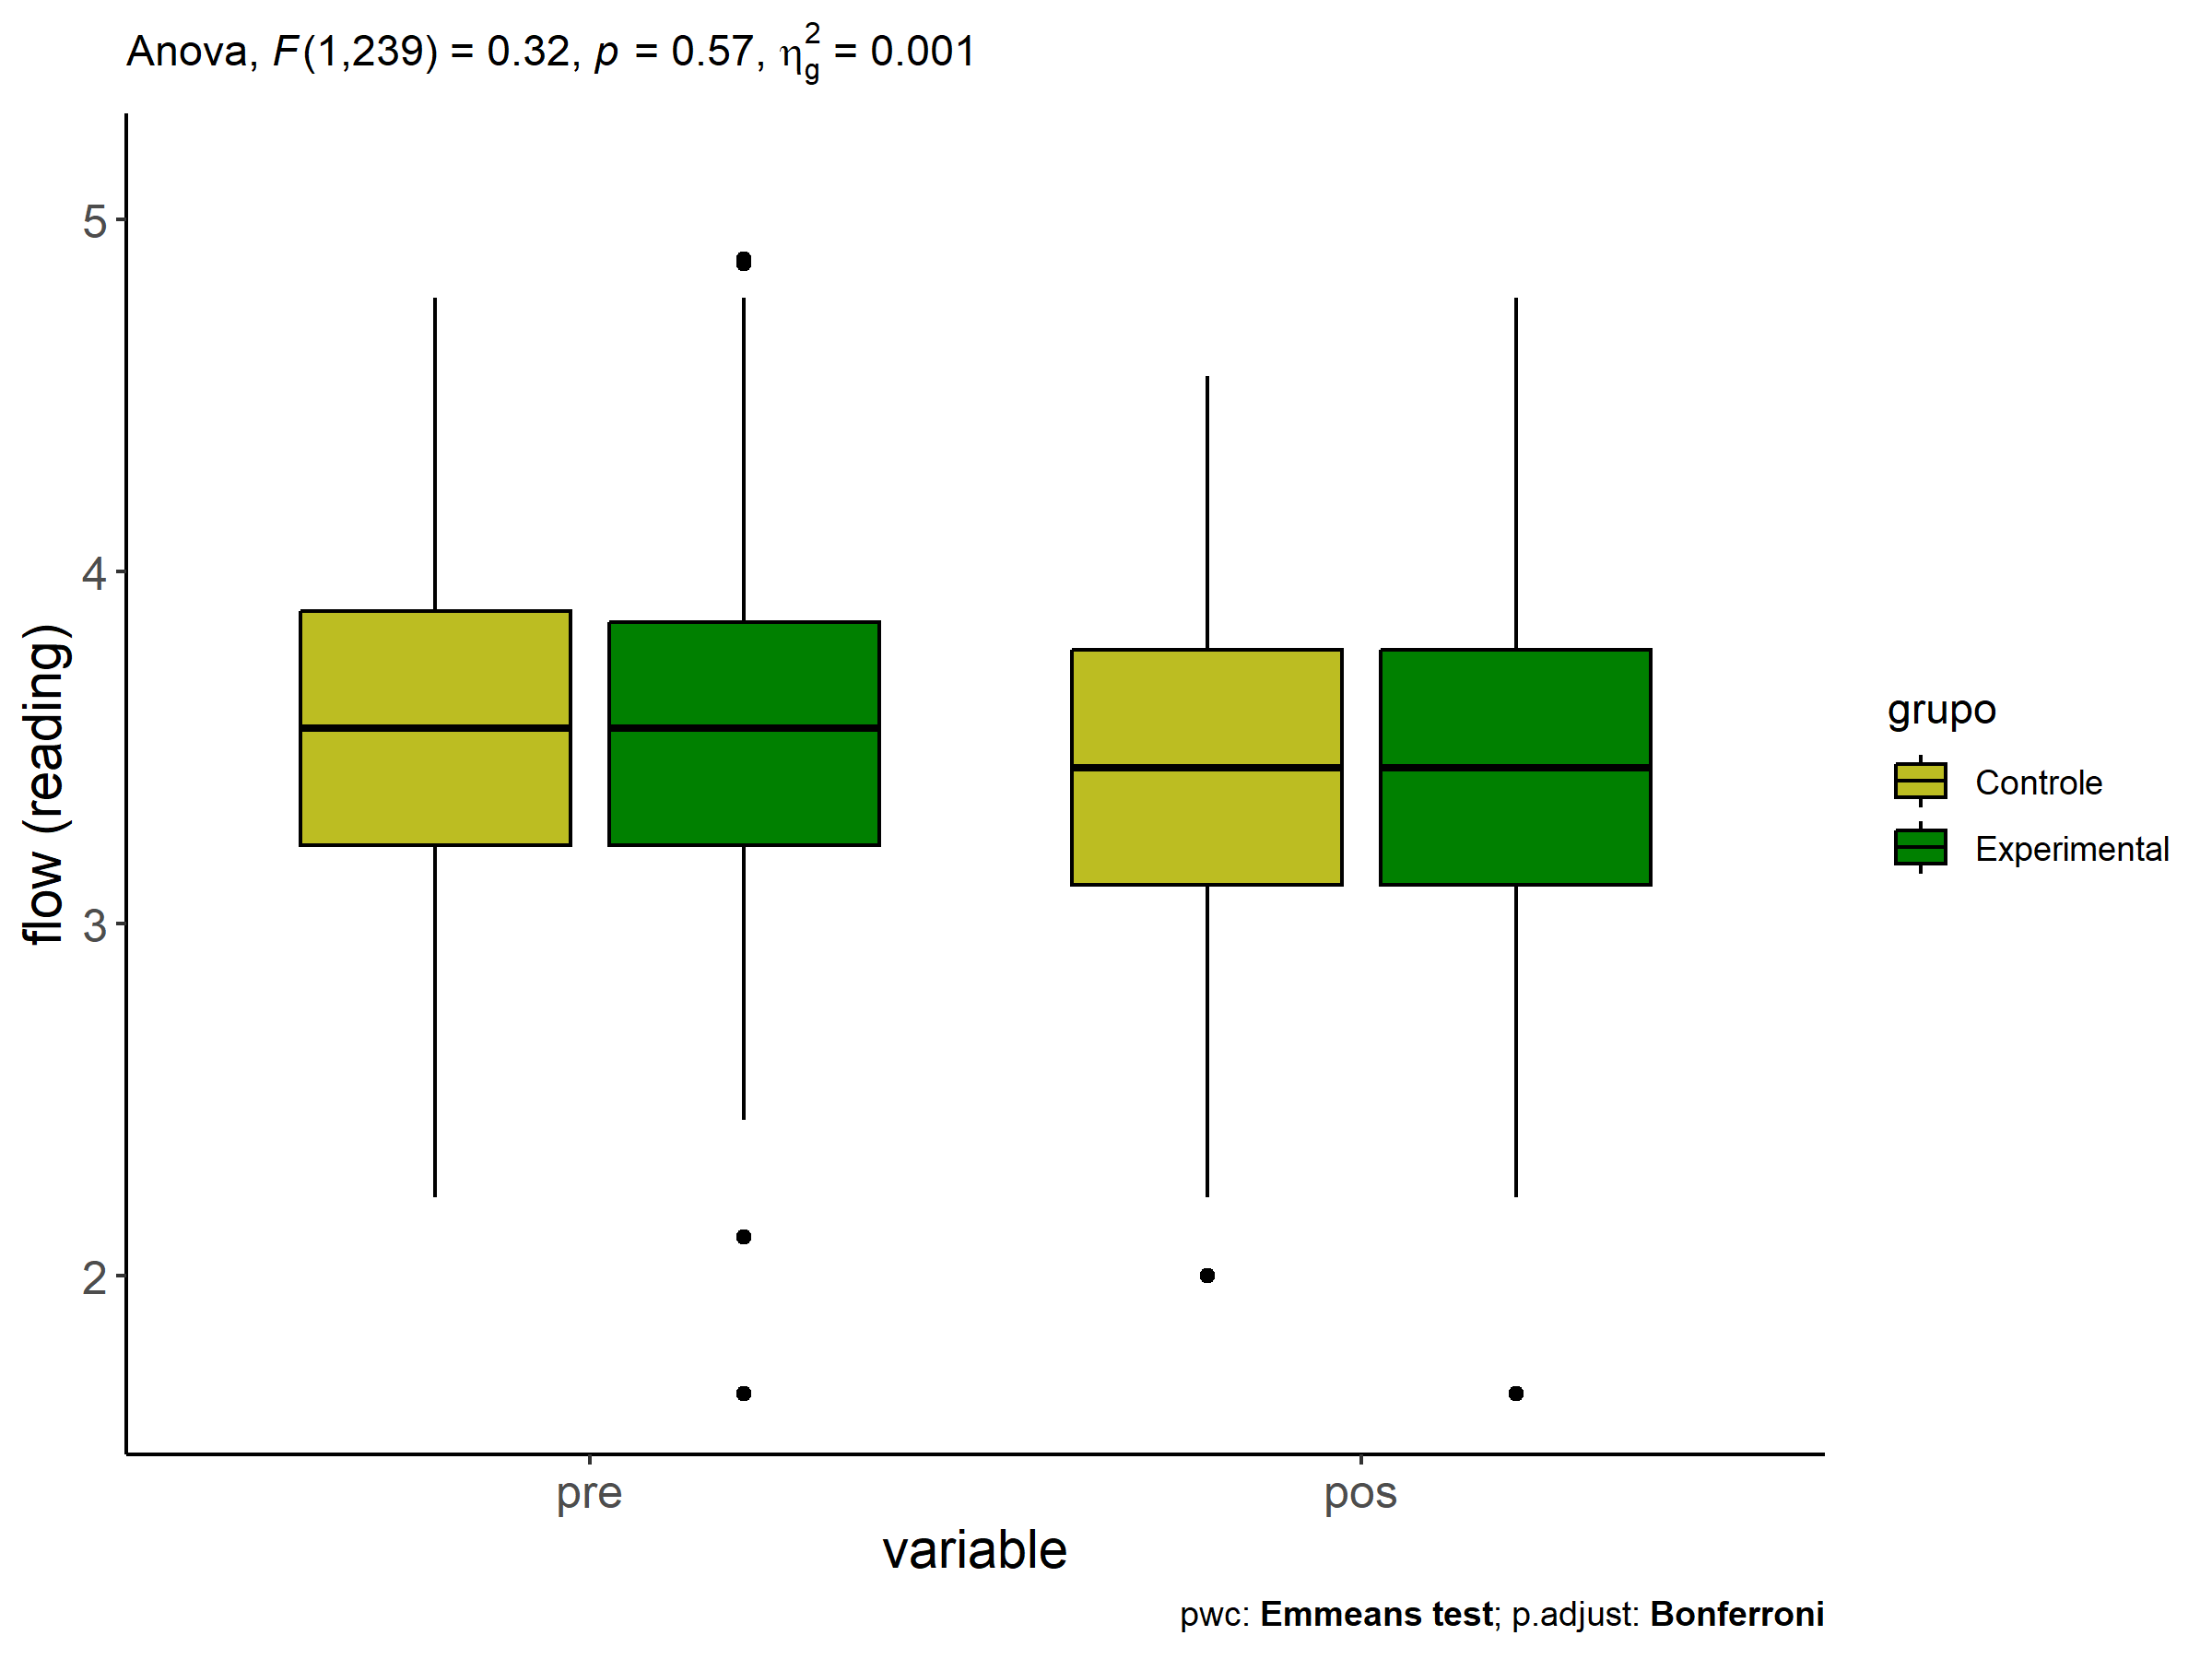 Anova, F(1,239) = 0.32, p = 0.57, η²g = 0.001
flow (reading)
5
4
3
2
pre
pos
variable
grupo
Controle
Experimental
pwc: Emmeans test; p.adjust: Bonferroni